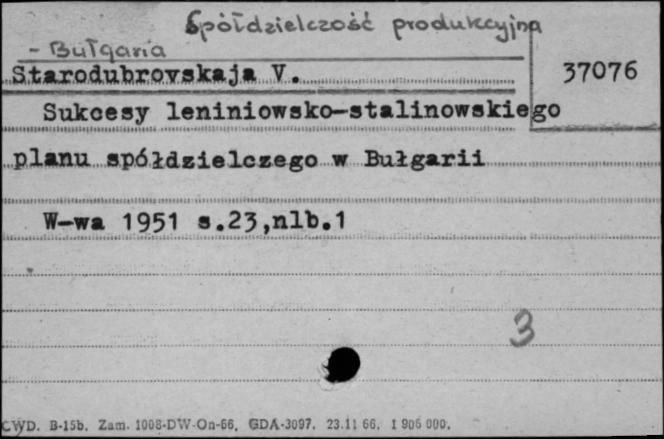 Spółdzielczość produkcyjna
- Bułgaria
Starodubrovskaja V.
37076
Sukcesy leniniowsko-stalinowskiego
planu spółdzielczego w Bułgarii
W-wa 1951 s.23,nlb.1
3
CWD. B-15b. Zam. 1008-DW-On-66. GDA-3097. 23.11 66. 1 906 000.